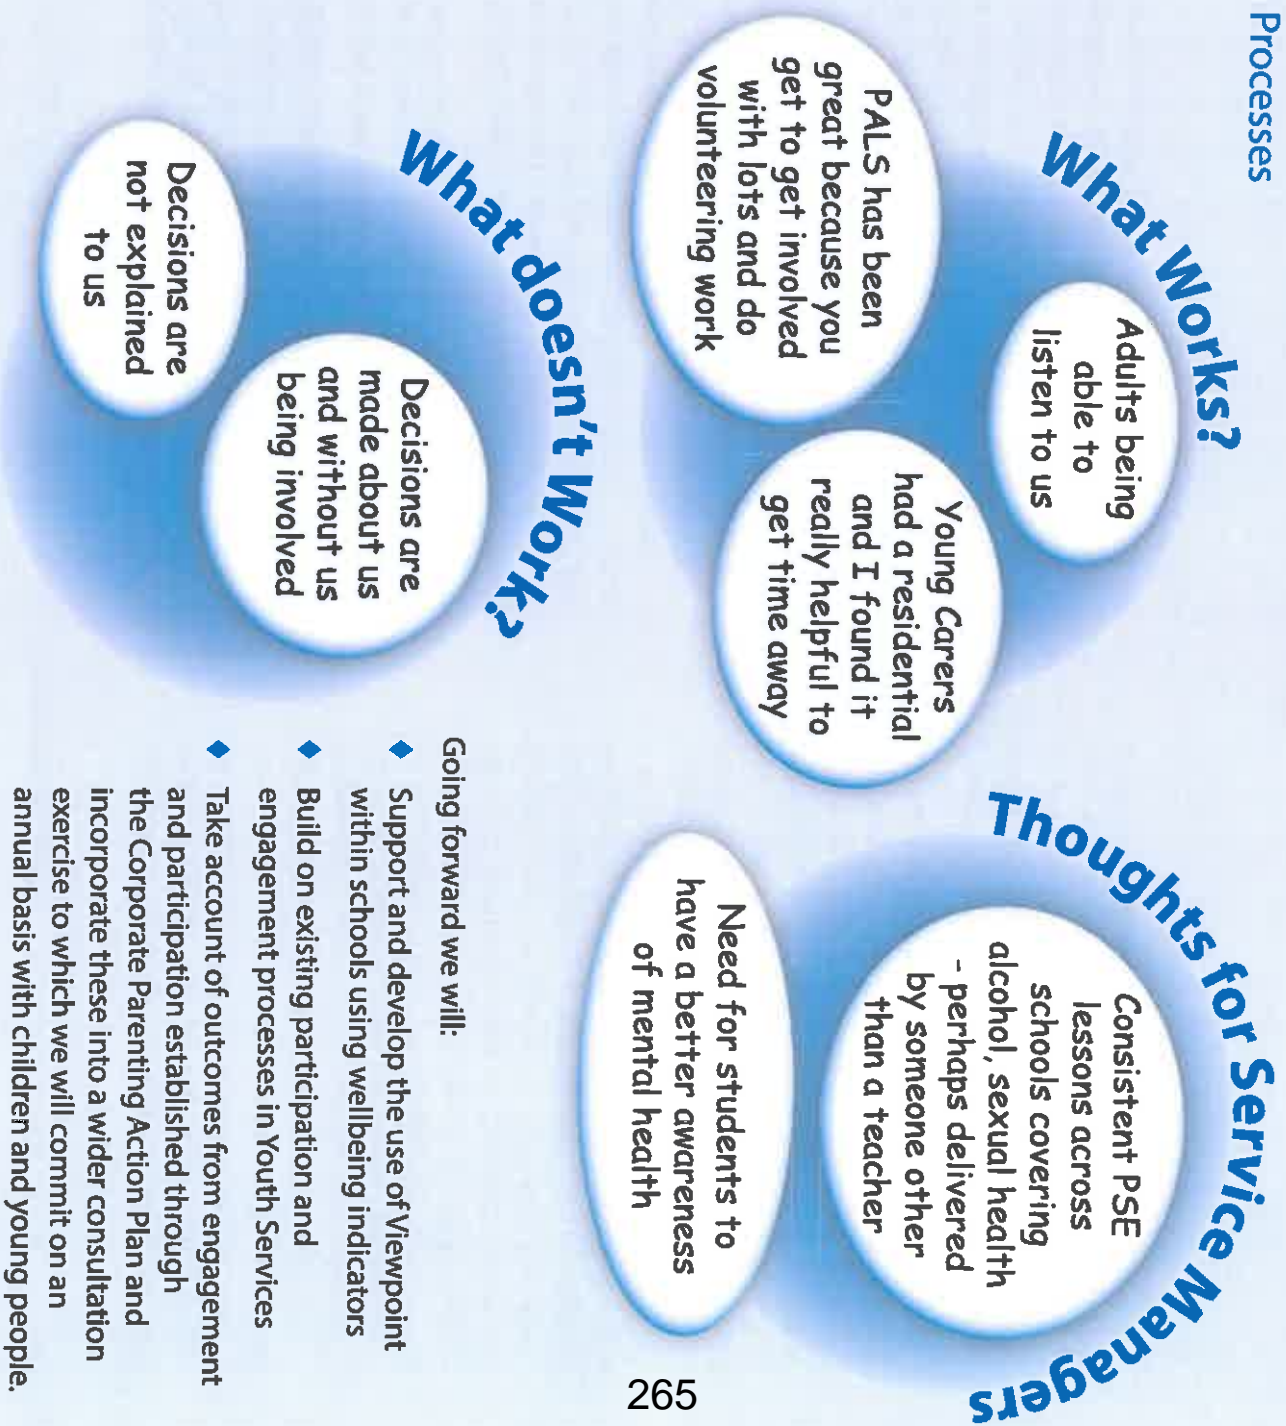 Processes
What Works?
Adults being
able to
listen to us
PALS has been
great because you
get to get involved
with lots and do
volunteering work
Young Carers
had a residential
and I found it
really helpful to
get time away
What doesn't Work?
Decisions are
made about us
and without us
being involved
Decisions are
not explained
to us
Thoughts for Service Managers
Consistent PSE
lessons across
schools covering
alcohol, sexual health
- perhaps delivered
by someone other
than a teacher
Need for students to
have a better awareness
of mental health
Going forward we will:
◆ Support and develop the use of Viewpoint
within schools using wellbeing indicators
◆ Build on existing participation and
engagement processes in Youth Services
◆ Take account of outcomes from engagement
and participation established through
the Corporate Parenting Action Plan and
incorporate these into a wider consultation
exercise to which we will commit on an
annual basis with children and young people.
265